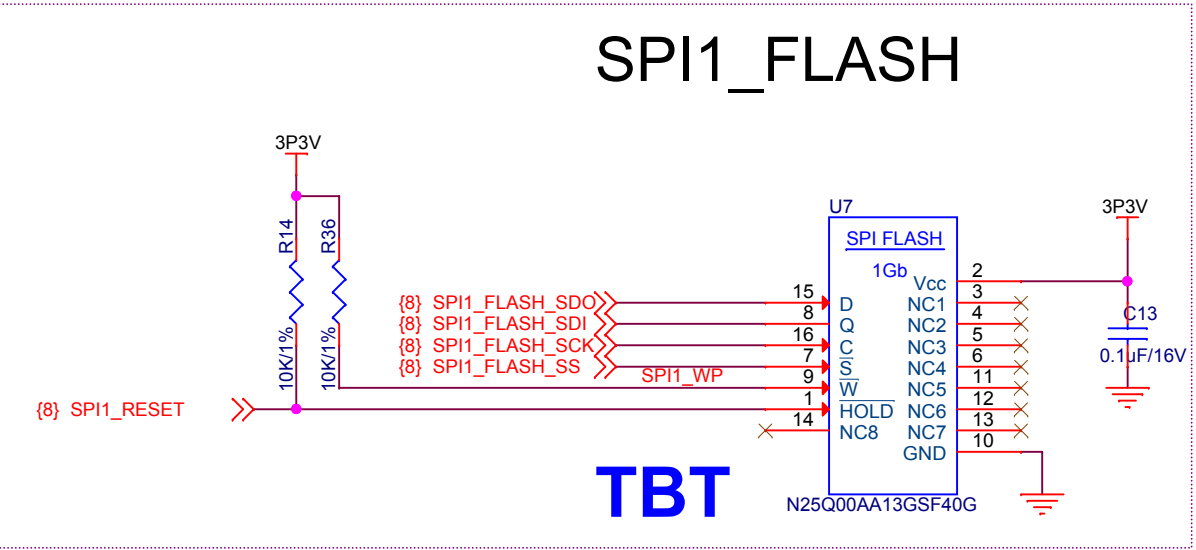 SPI1_FLASH
3P3V
R14
R36
10K/1%
10K/1%
{8} SPI1_FLASH_SDO
{8} SPI1_FLASH_SDI
{8} SPI1_FLASH_SCK
{8} SPI1_FLASH_SS
SPI1_WP
{8} SPI1_RESET
U7
SPI FLASH
1Gb
15 D
8 Q
16 C
7 S
9 W
1 HOLD
14 NC8
Vcc 2
NC1 3
NC2 4
NC3 5
NC4 6
NC5 11
NC6 12
NC7 13
GND 10
N25Q00AA13GSF40G
3P3V
C13
0.1uF/16V
TBT